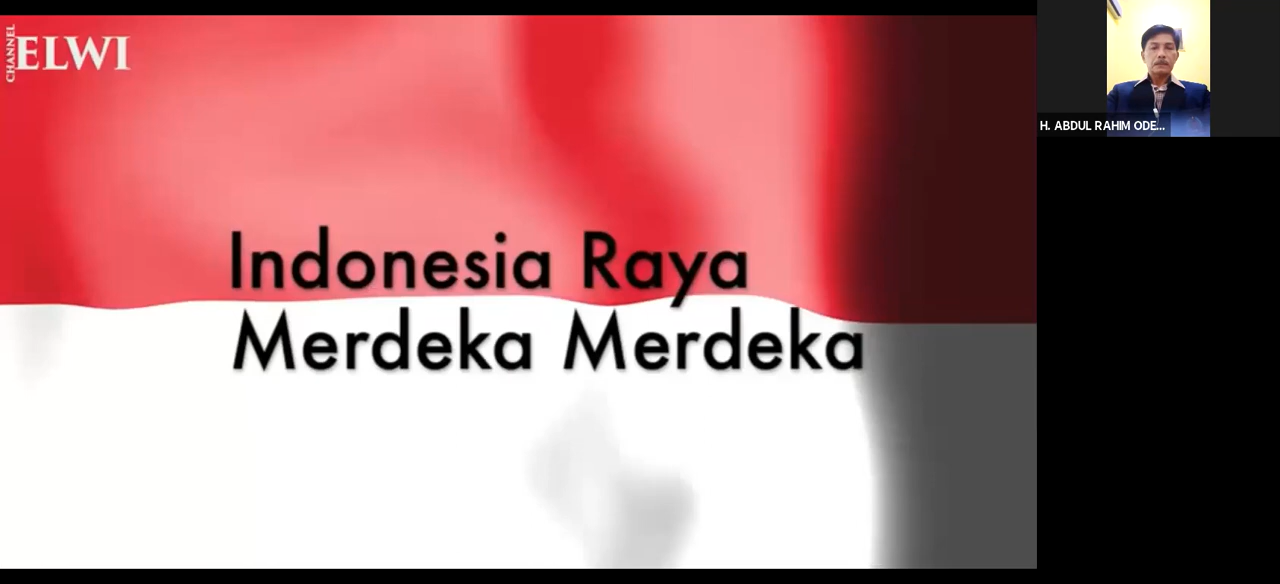 CHANNEL
ELWI
Indonesia Raya
Merdeka Merdeka
H. ABDUL RAHIM ODE...